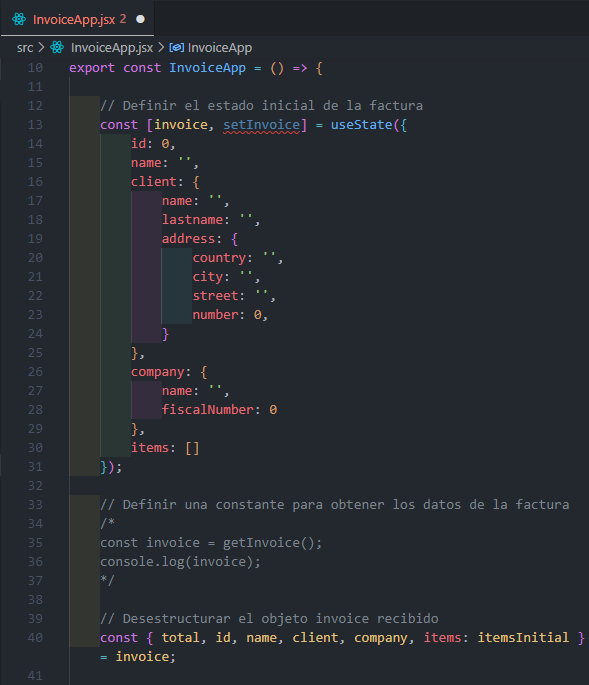 InvoiceApp.jsx 2
src > InvoiceApp.jsx > InvoiceApp
10 export const InvoiceApp = () => {
11
12 // Definir el estado inicial de la factura
13 const [invoice, setInvoice] = useState({
14 id: 0,
15 name: '',
16 client: {
17 name: '',
18 lastname: '',
19 address: {
20 country: '',
21 city: '',
22 street: '',
23 number: 0,
24 }
25 },
26 company: {
27 name: '',
28 fiscalNumber: 0
29 },
30 items: []
31 });
32
33 // Definir una constante para obtener los datos de la factura
34 /*
35 const invoice = getInvoice();
36 console.log(invoice);
37 */
38
39 // Desestructurar el objeto invoice recibido
40 const { total, id, name, client, company, items: itemsInitial }
= invoice;
41